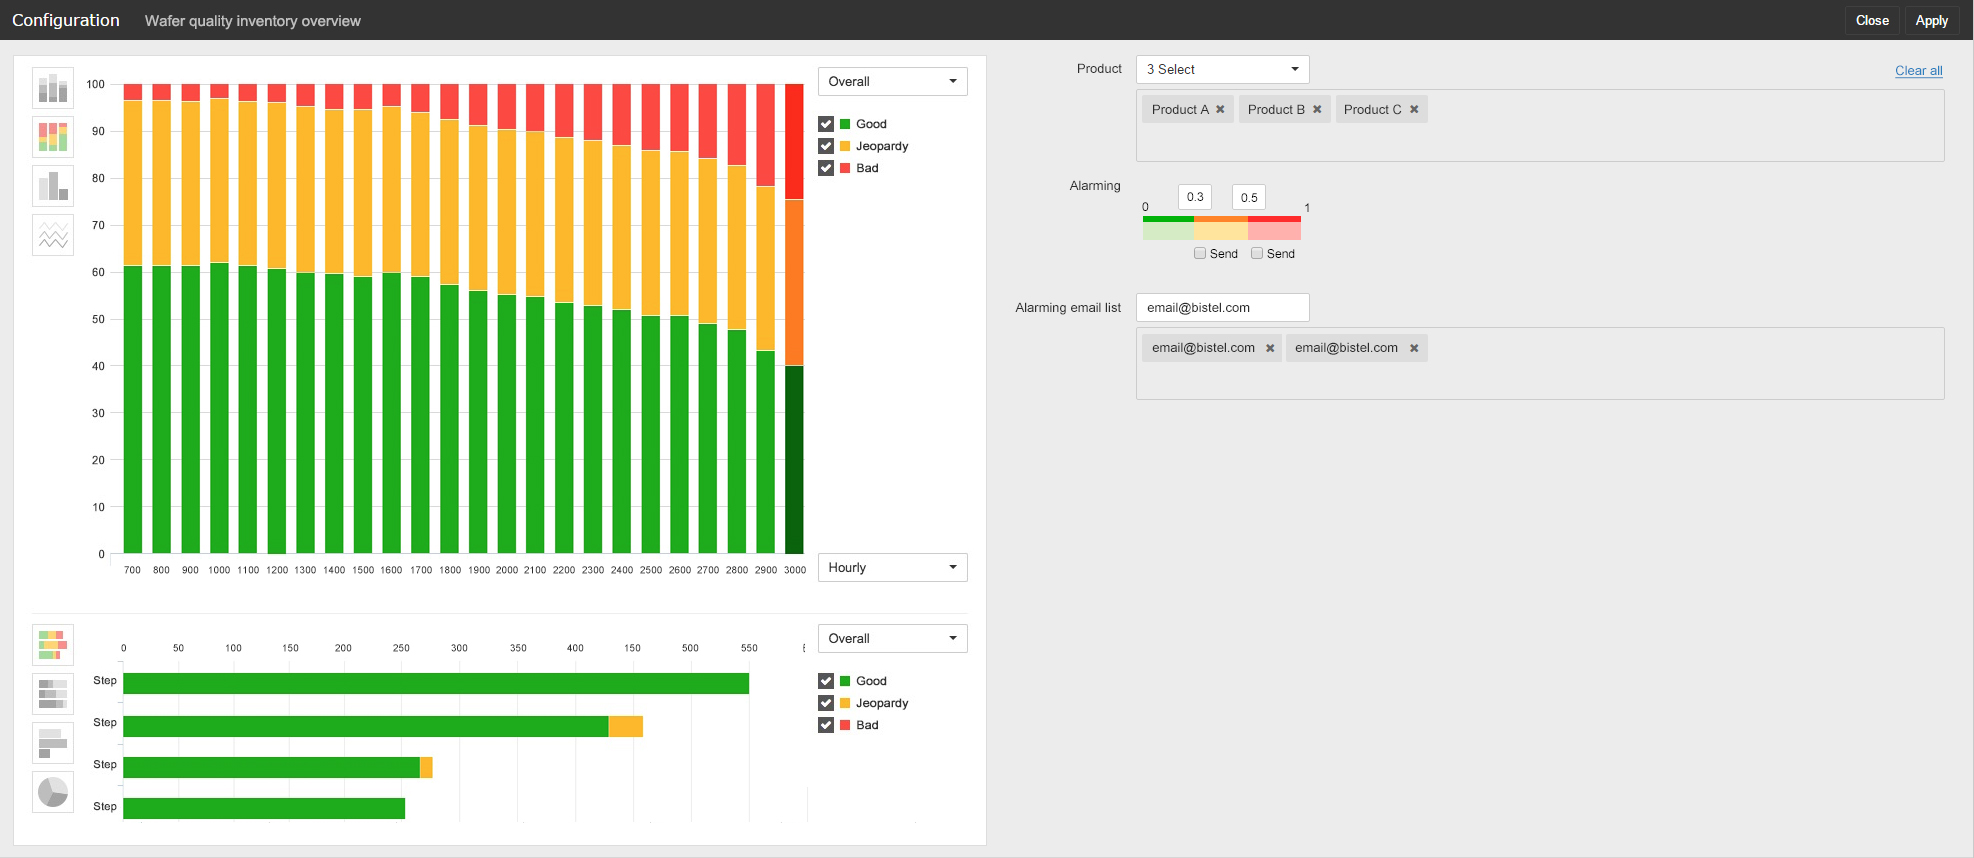 Configuration Wafer quality inventory overview Close Apply
100
90
80
70
60
50
40
30
20
10
0
700 800 900 1000 1100 1200 1300 1400 1500 1600 1700 1800 1900 2000 2100 2200 2300 2400 2500 2600 2700 2800 2900 3000
Overall
Good
Jeopardy
Bad
Hourly
0 50 100 150 200 250 300 350 400 150 500 550
Step
Step
Step
Step
Overall
Good
Jeopardy
Bad
Product 3 Select Clear all
Product A Product B Product C
Alarming
0 0.3 0.5 1
Send Send
Alarming email list email@bistel.com
email@bistel.com email@bistel.com